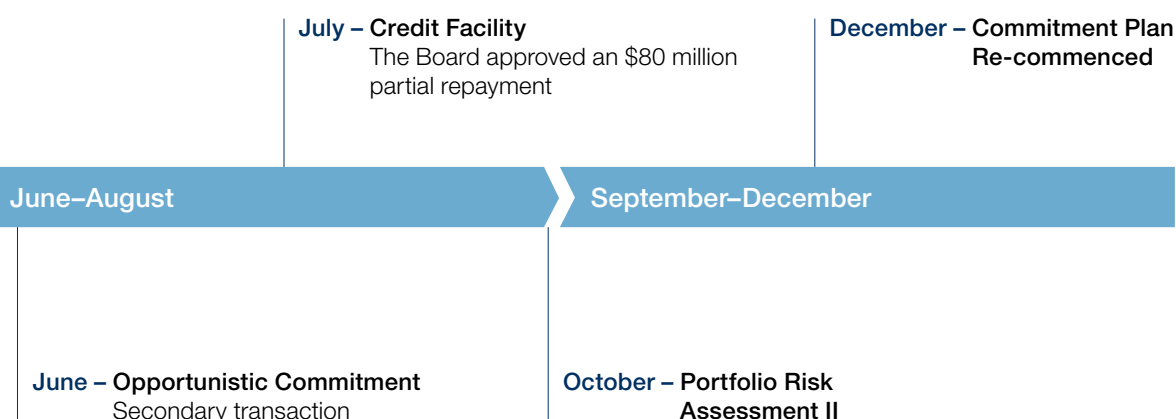 July – Credit Facility
The Board approved an $80 million
partial repayment
December – Commitment Plan
Re-commenced
June–August
September–December
June – Opportunistic Commitment
Secondary transaction
October – Portfolio Risk
Assessment II